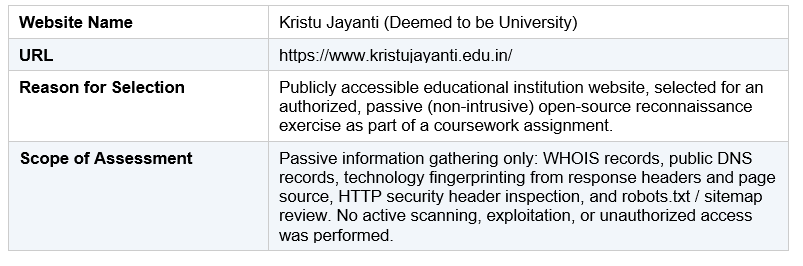 Website Name Kristu Jayanti (Deemed to be University)
URL https://www.kristujayanti.edu.in/
Reason for Selection Publicly accessible educational institution website, selected for an
authorized, passive (non-intrusive) open-source reconnaissance
exercise as part of a coursework assignment.
Scope of Assessment Passive information gathering only: WHOIS records, public DNS
records, technology fingerprinting from response headers and page
source, HTTP security header inspection, and robots.txt / sitemap
review. No active scanning, exploitation, or unauthorized access
was performed.